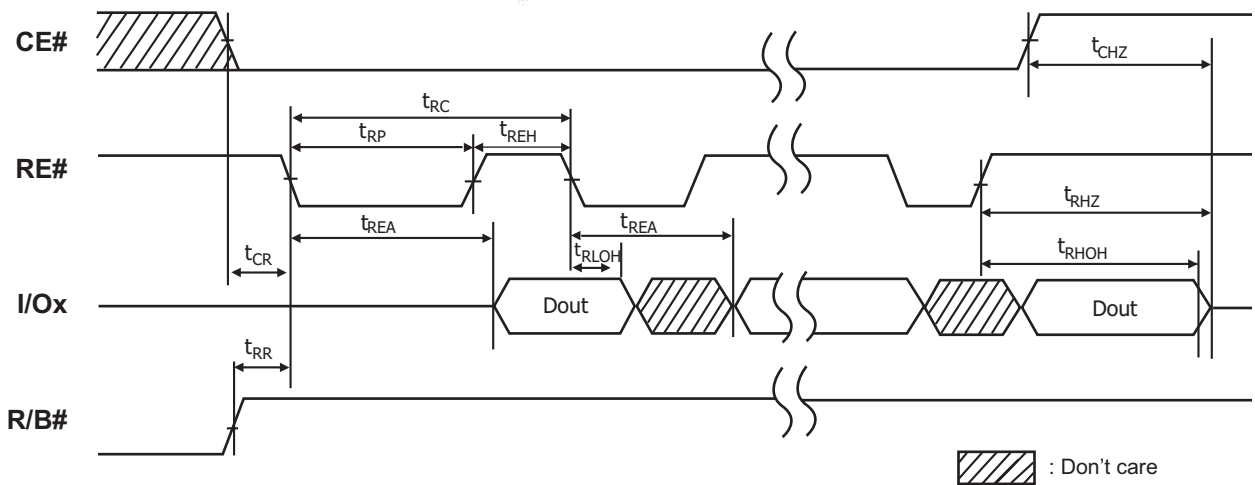 CE#
tCHZ
tRC
tRP
tREH
RE#
tREA
tREA
tRHZ
tCR
tRLOH
tRHOH
I/Ox
Dout
Dout
tRR
R/B#
: Don't care